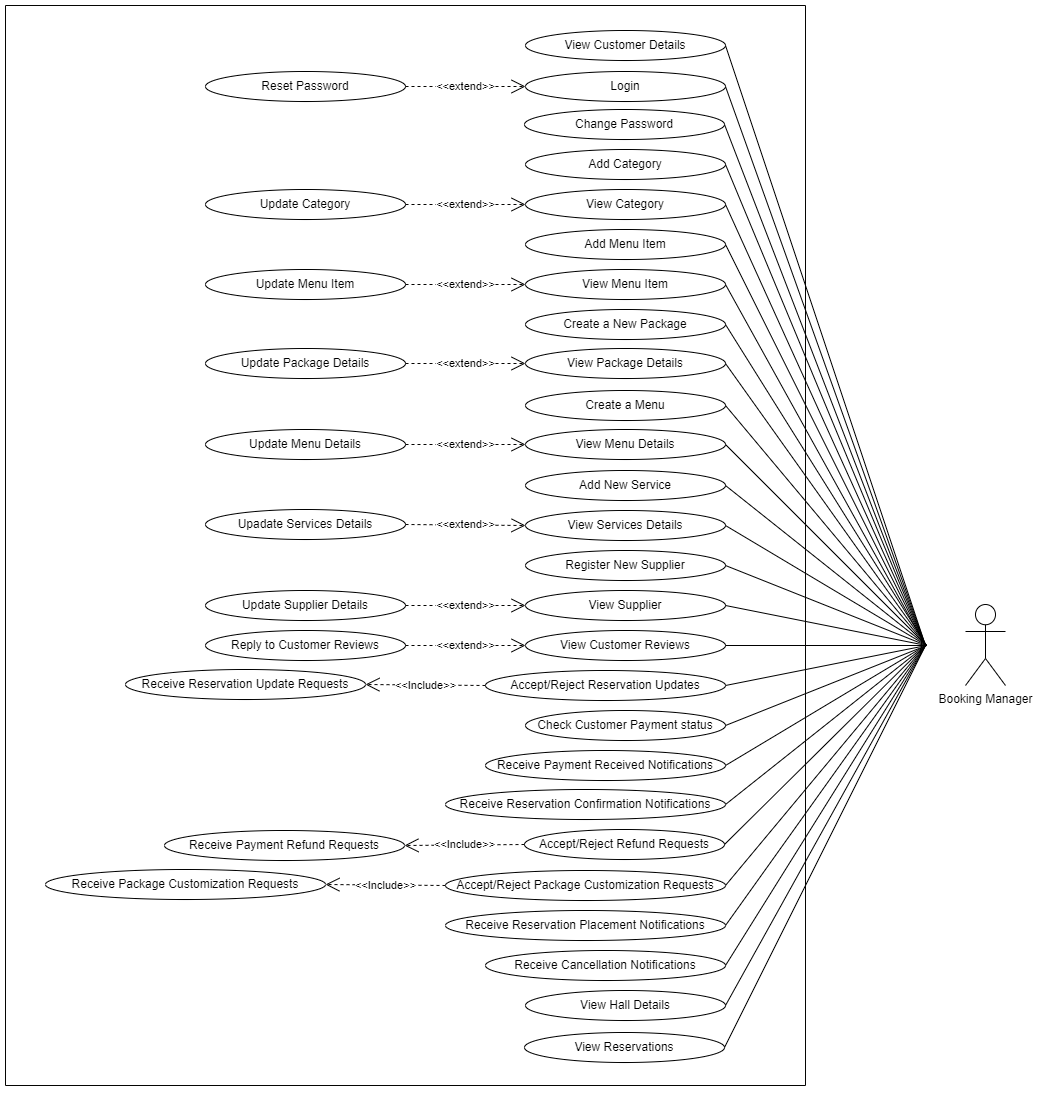 View Customer Details
Reset Password <<extend>> Login
Change Password
Add Category
Update Category <<extend>> View Category
Add Menu Item
Update Menu Item <<extend>> View Menu Item
Create a New Package
Update Package Details <<extend>> View Package Details
Create a Menu
Update Menu Details <<extend>> View Menu Details
Add New Service
Upadate Services Details <<extend>> View Services Details
Register New Supplier
Update Supplier Details <<extend>> View Supplier
Reply to Customer Reviews <<extend>> View Customer Reviews
Receive Reservation Update Requests <<Include>> Accept/Reject Reservation Updates
Booking Manager
Check Customer Payment status
Receive Payment Received Notifications
Receive Reservation Confirmation Notifications
Receive Payment Refund Requests <<Include>> Accept/Reject Refund Requests
Receive Package Customization Requests <<Include>> Accept/Reject Package Customization Requests
Receive Reservation Placement Notifications
Receive Cancellation Notifications
View Hall Details
View Reservations